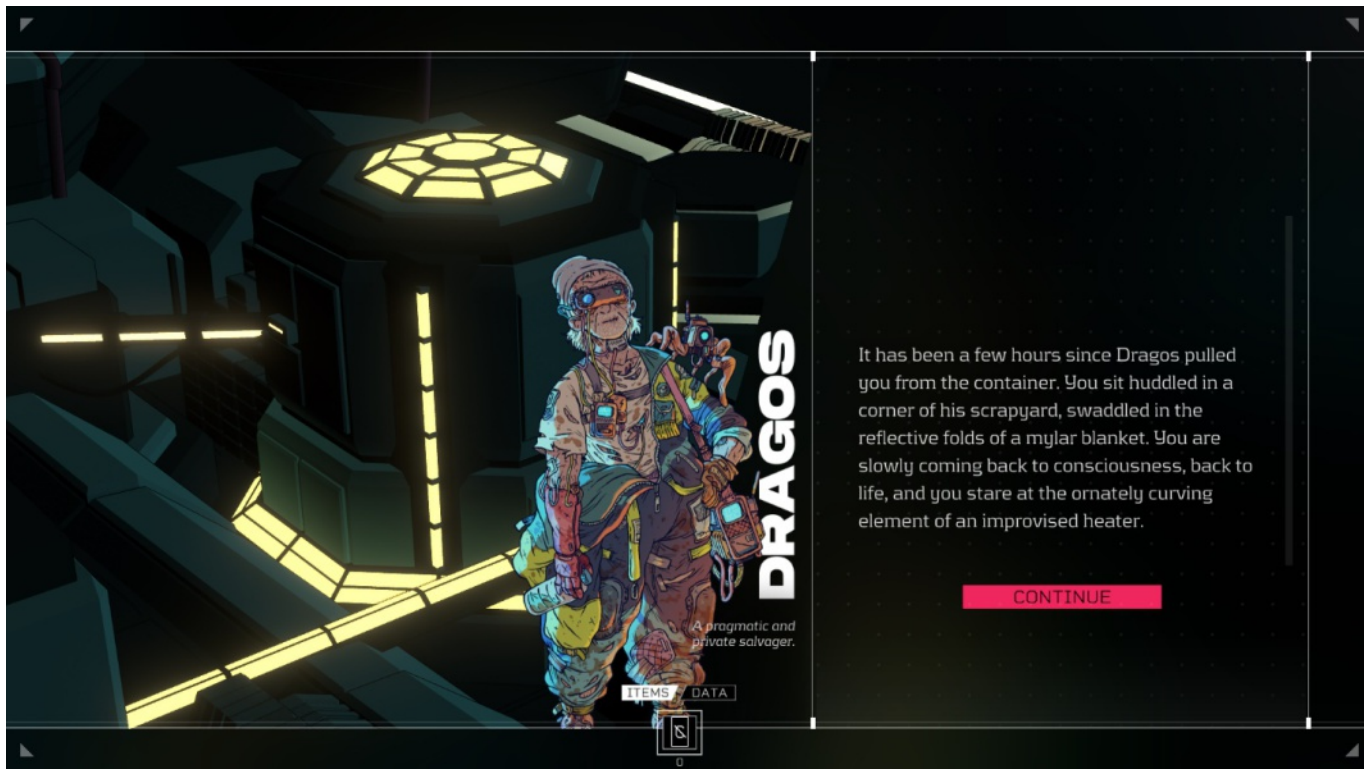 DRAGOS
A pragmatic and
private salvager.
ITEMS
DATA
0
It has been a few hours since Dragos pulled
you from the container. You sit huddled in a
corner of his scrapyard, swaddled in the
reflective folds of a mylar blanket. You are
slowly coming back to consciousness, back to
life, and you stare at the ornately curving
element of an improvised heater.
CONTINUE